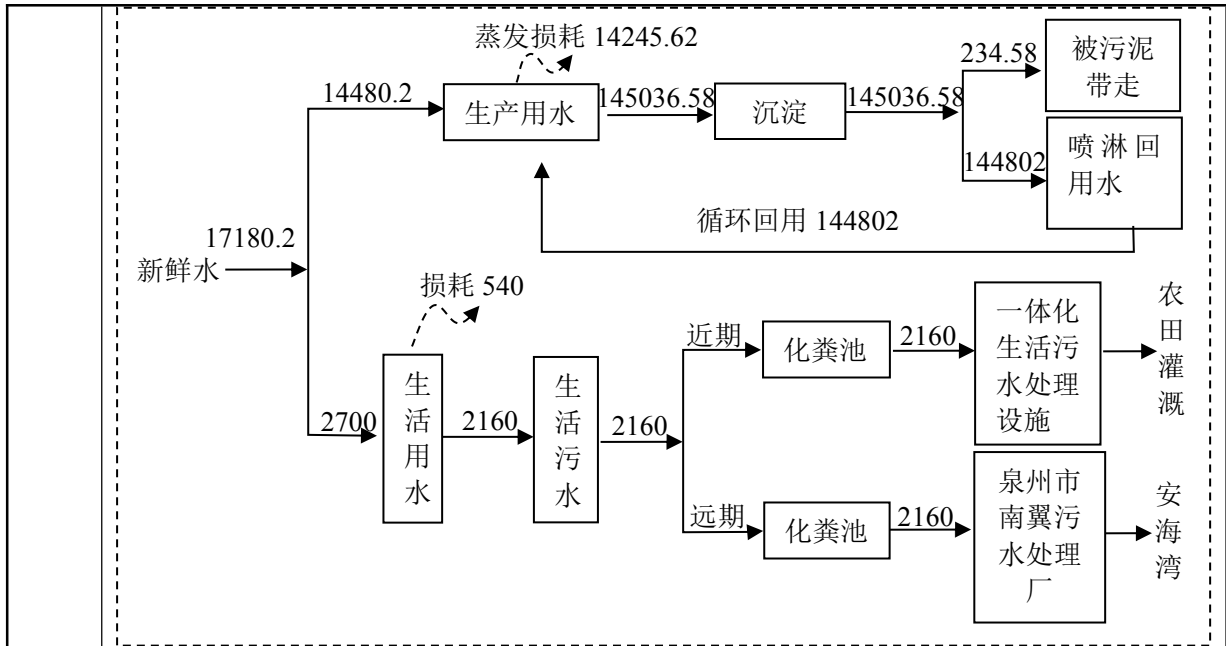 蒸发损耗 14245.62
14480.2
生产用水
145036.58
沉淀
145036.58
234.58
被污泥
带走
144802
喷淋回
用水
循环回用 144802
新鲜水
17180.2
损耗 540
2700
生
活
用
水
2160
生
活
污
水
2160
近期
化粪池
2160
一体化
生活污
水处理
设施
农
田
灌
溉
远期
化粪池
2160
泉州市
南翼污
水处理
厂
安
海
湾